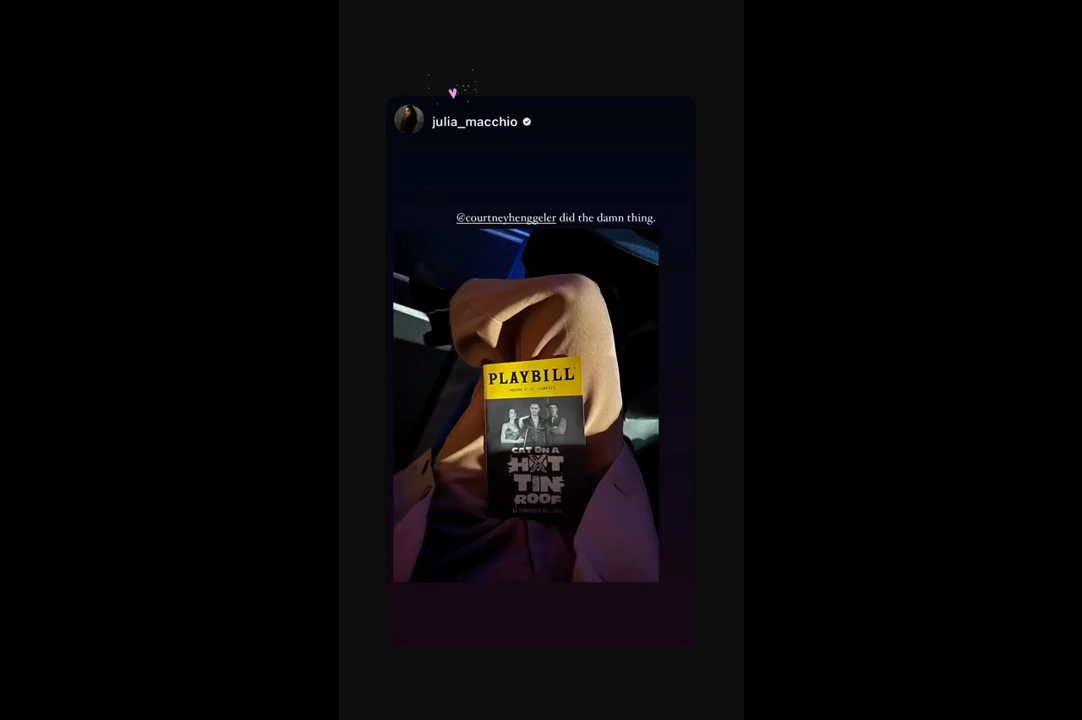 julia_macchio
@courtneyhenggeler did the damn thing.
PLAYBILL
CAT ON A
HOT
TIN
ROOF